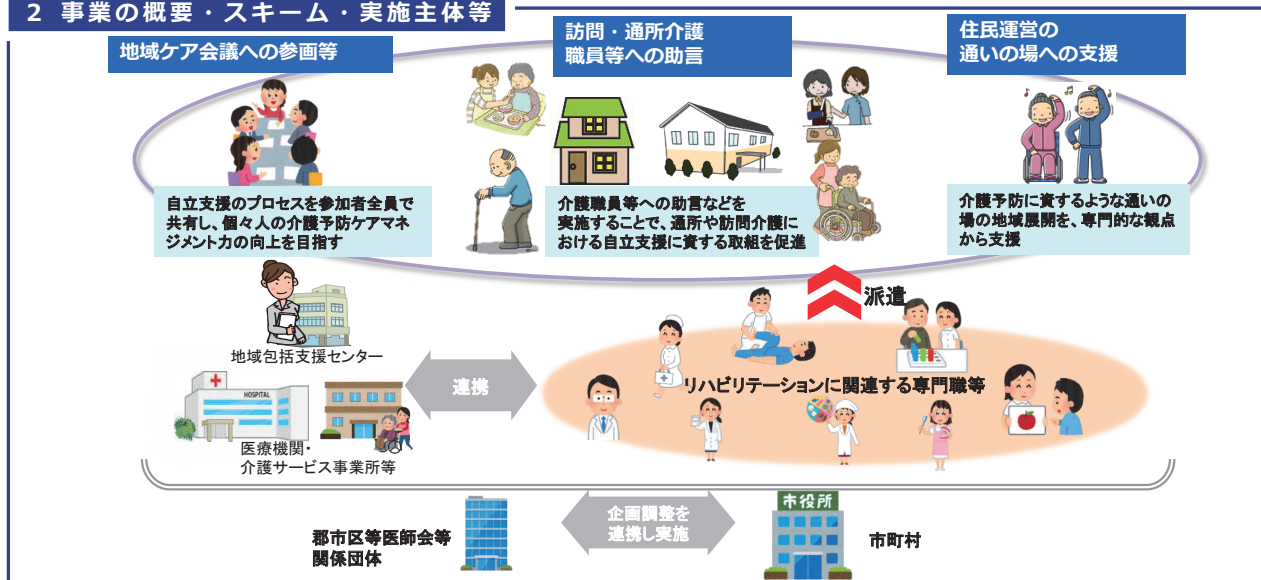 2 事業の概要・スキーム・実施主体等
地域ケア会議への参画等
訪問・通所介護
職員等への助言
住民運営の
通いの場への支援
自立支援のプロセスを参加者全員で
共有し、個々人の介護予防ケアマネ
ジメント力の向上を目指す
介護職員等への助言などを
実施することで、通所や訪問介護に
おける自立支援に資する取組を促進
介護予防に資するような通いの
場の地域展開を、専門的な観点
から支援
派遣
地域包括支援センター
HOSPITAL
医療機関・
介護サービス事業所等
連携
リハビリテーションに関連する専門職等
郡市区等医師会等
関係団体
企画調整を
連携し実施
市役所
市町村